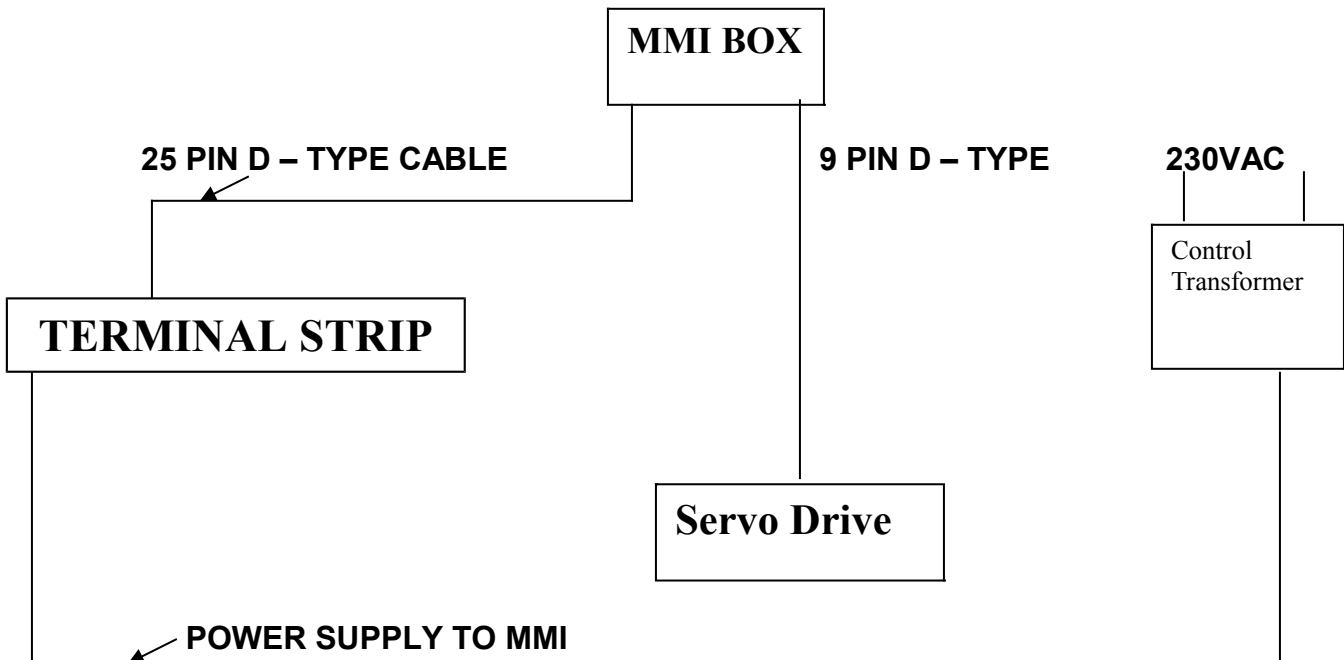 MMI BOX
25 PIN D – TYPE CABLE
9 PIN D – TYPE
230VAC
Control
Transformer
TERMINAL STRIP
Servo Drive
POWER SUPPLY TO MMI